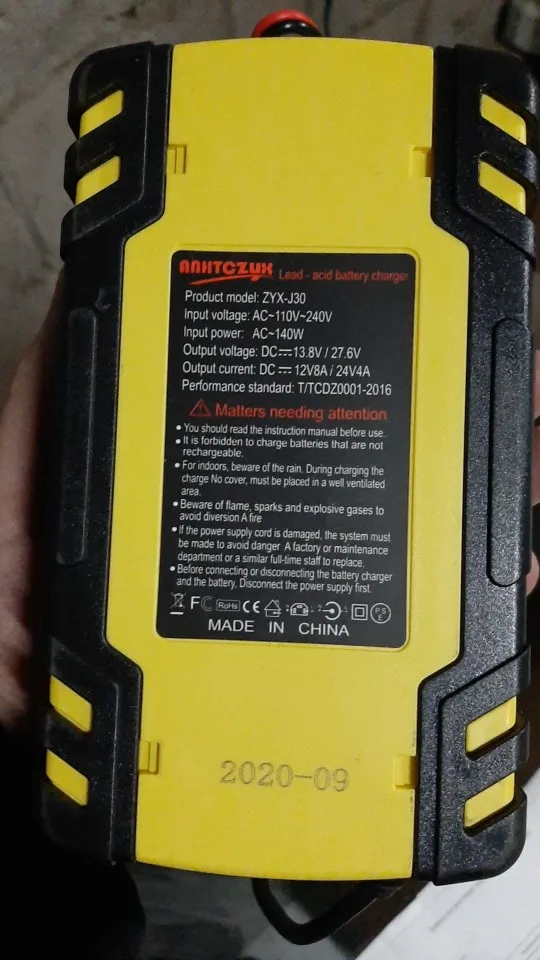 ANHTCZYX Lead - acid battery charger
Product model: ZYX-J30
Input voltage: AC~110V~240V
Input power: AC~140W
Output voltage: DC⎓13.8V / 27.6V
Output current: DC⎓12V8A / 24V4A
Performance standard: T/TCDZ0001-2016
⚠ Matters needing attention
• You should read the instruction manual before use.
• It is forbidden to charge batteries that are not
rechargeable.
• For indoors, beware of the rain. During charging the
charge No cover, must be placed in a well ventilated
area.
• Beware of flame, sparks and explosive gases to
avoid diversion A fire
• If the power supply cord is damaged, the system must
be made to avoid danger A factory or maintenance
department or a similar full-time staff to replace.
• Before connecting or disconnecting the battery charger
and the battery, Disconnect the power supply first.
FC RoHS CE PSE
MADE IN CHINA
2020-09